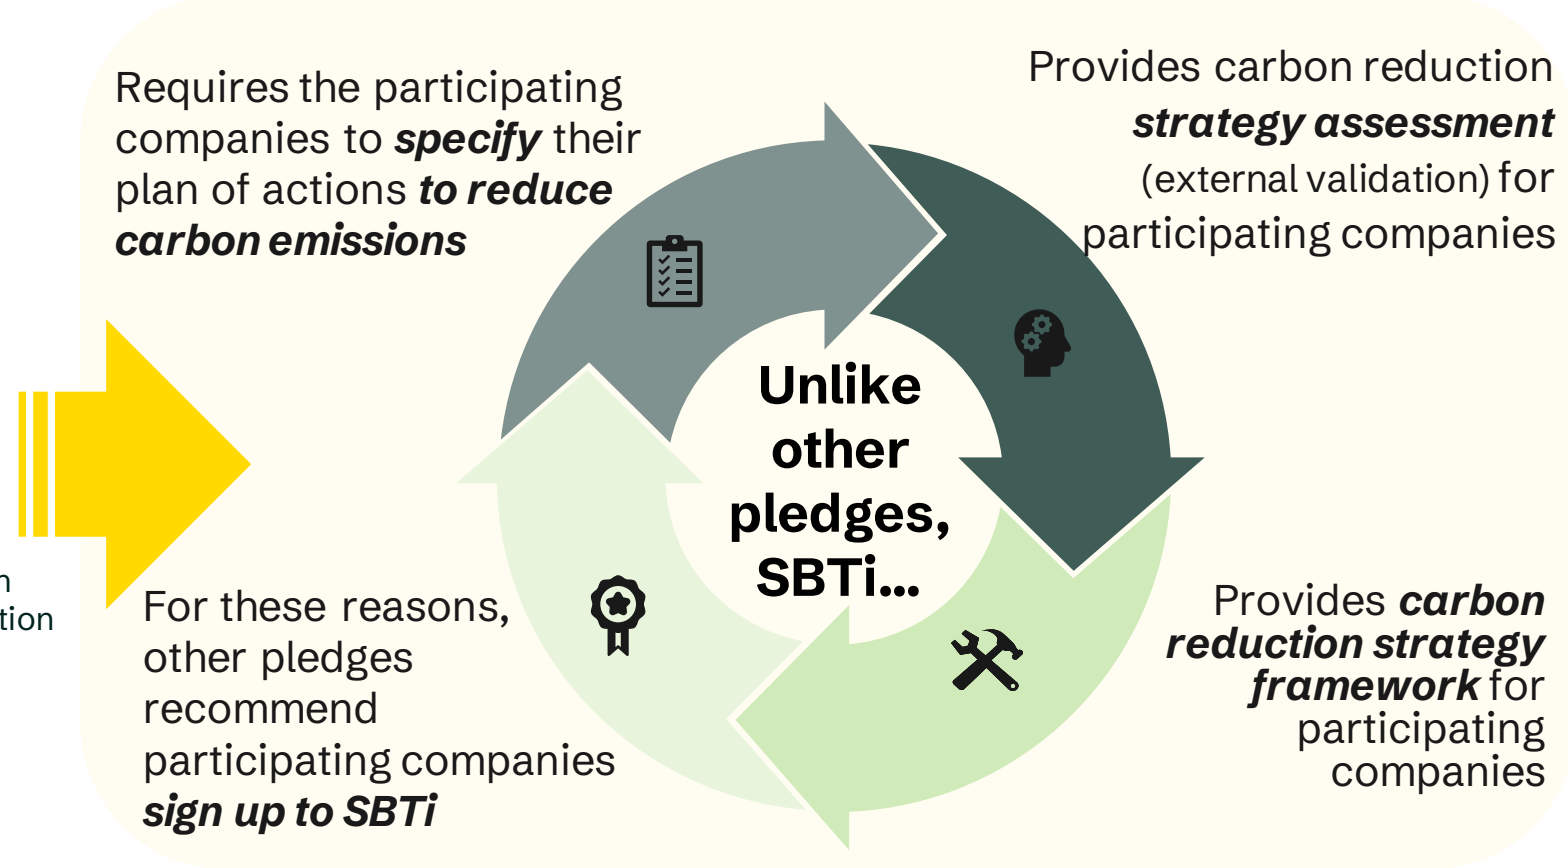 Requires the participating
companies to specify their
plan of actions to reduce
carbon emissions
Provides carbon reduction
strategy assessment
(external validation) for
participating companies
Unlike
other
pledges,
SBTi...
Provides carbon
reduction strategy
framework for
participating
companies
For these reasons,
other pledges
recommend
participating companies
sign up to SBTi